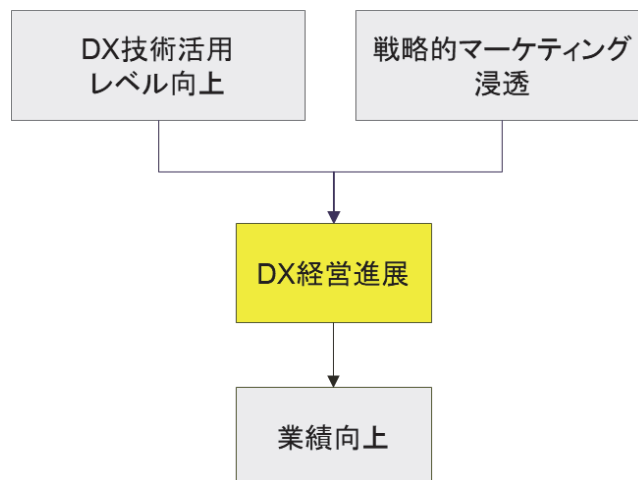 DX技術活用
レベル向上
戦略的マーケティング
浸透
DX経営進展
業績向上